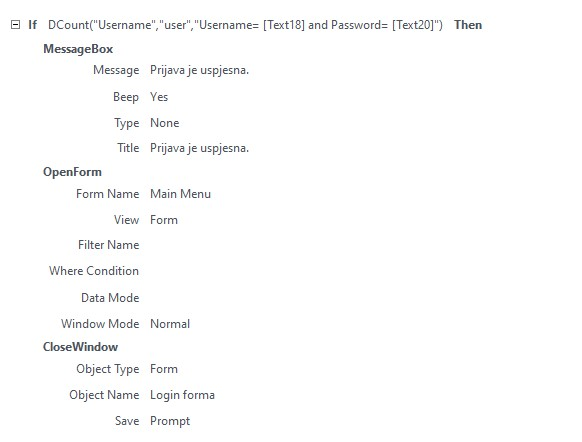 If DCount("Username","user","Username= [Text18] and Password= [Text20]") Then
MessageBox
Message Prijava je uspjesna.
Beep Yes
Type None
Title Prijava je uspjesna.
OpenForm
Form Name Main Menu
View Form
Filter Name
Where Condition
Data Mode
Window Mode Normal
CloseWindow
Object Type Form
Object Name Login forma
Save Prompt